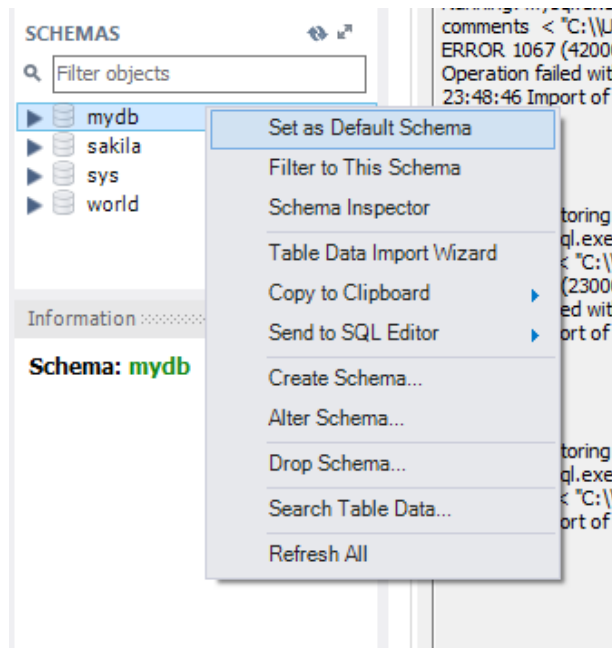 SCHEMAS
Filter objects
mydb
sakila
sys
world
Information
Schema: mydb
Set as Default Schema
Filter to This Schema
Schema Inspector
Table Data Import Wizard
Copy to Clipboard
Send to SQL Editor
Create Schema...
Alter Schema...
Drop Schema...
Search Table Data...
Refresh All
comments < "C:\\U
ERROR 1067 (4200
Operation failed wit
23:48:46 Import of
toring
ql.exe
< "C:\
(2300
ed wit
ort of
toring
ql.exe
< "C:\
ort of